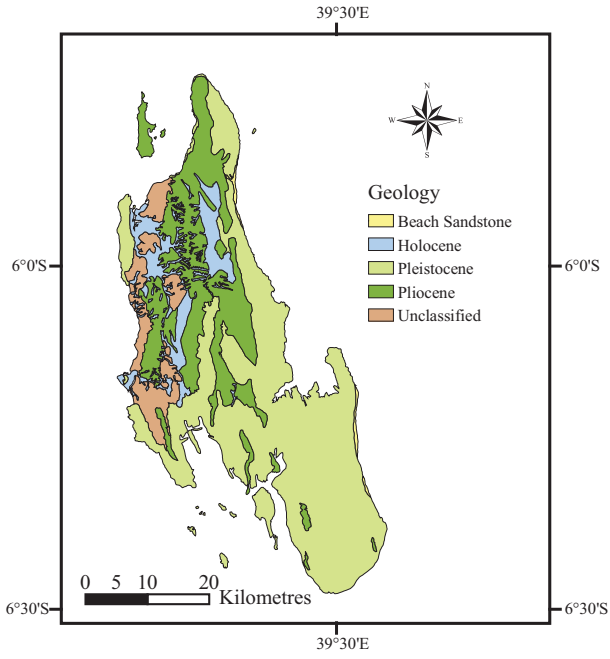 39°30'E
N
W E
S
Geology
Beach Sandstone
Holocene
6°0'S 6°0'S
Pleistocene
Pliocene
Unclassified
0 5 10 20
Kilometres
6°30'S 6°30'S
39°30'E